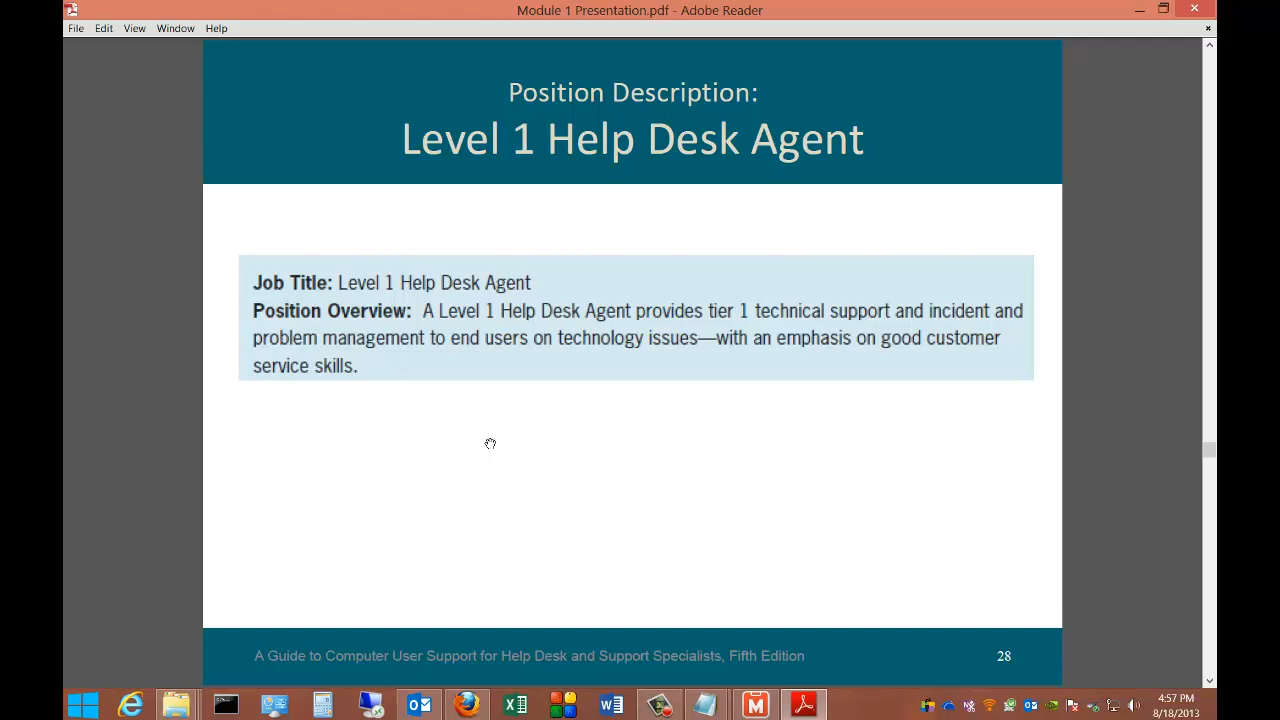 Module 1 Presentation.pdf - Adobe Reader
File Edit View Window Help
Position Description:
Level 1 Help Desk Agent
Job Title: Level 1 Help Desk Agent
Position Overview: A Level 1 Help Desk Agent provides tier 1 technical support and incident and
problem management to end users on technology issues—with an emphasis on good customer
service skills.
A Guide to Computer User Support for Help Desk and Support Specialists, Fifth Edition
28
4:57 PM
8/18/2013